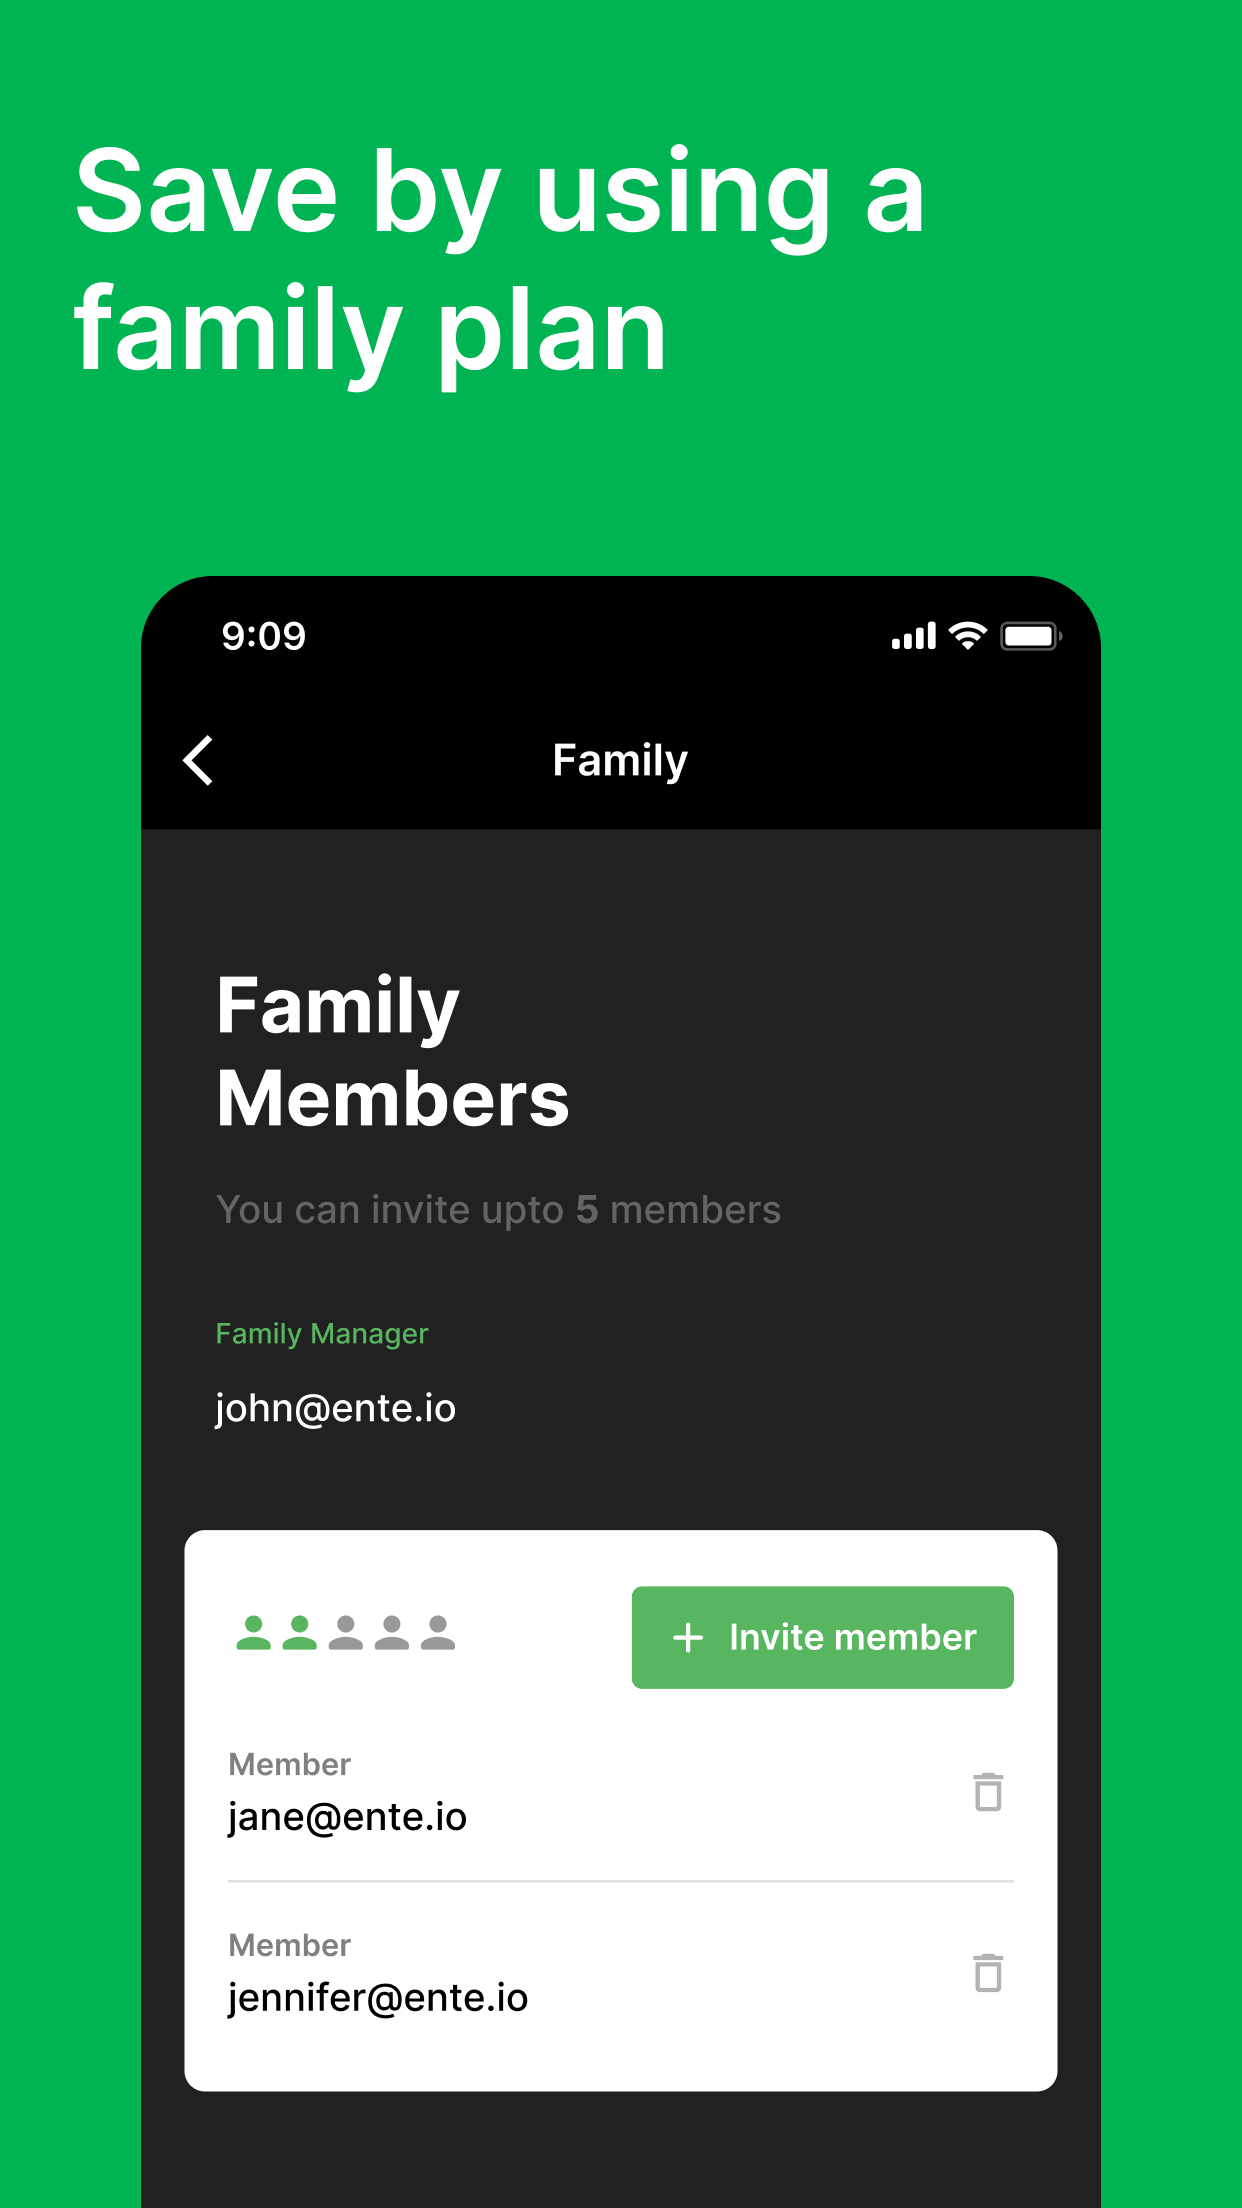 Save by using a
family plan
9:09
Family
Family
Members
You can invite upto 5 members
Family Manager
john@ente.io
Invite member
Member
jane@ente.io
Member
jennifer@ente.io